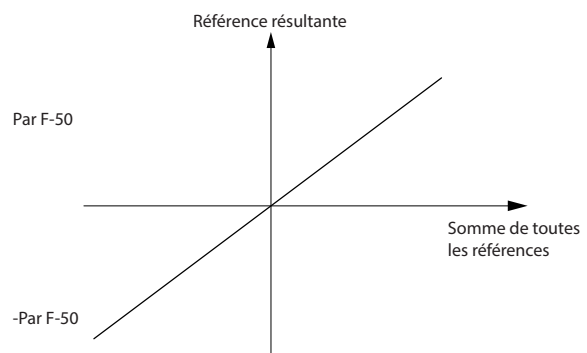 Référence résultante
Par F-50
Somme de toutes
les références
-Par F-50